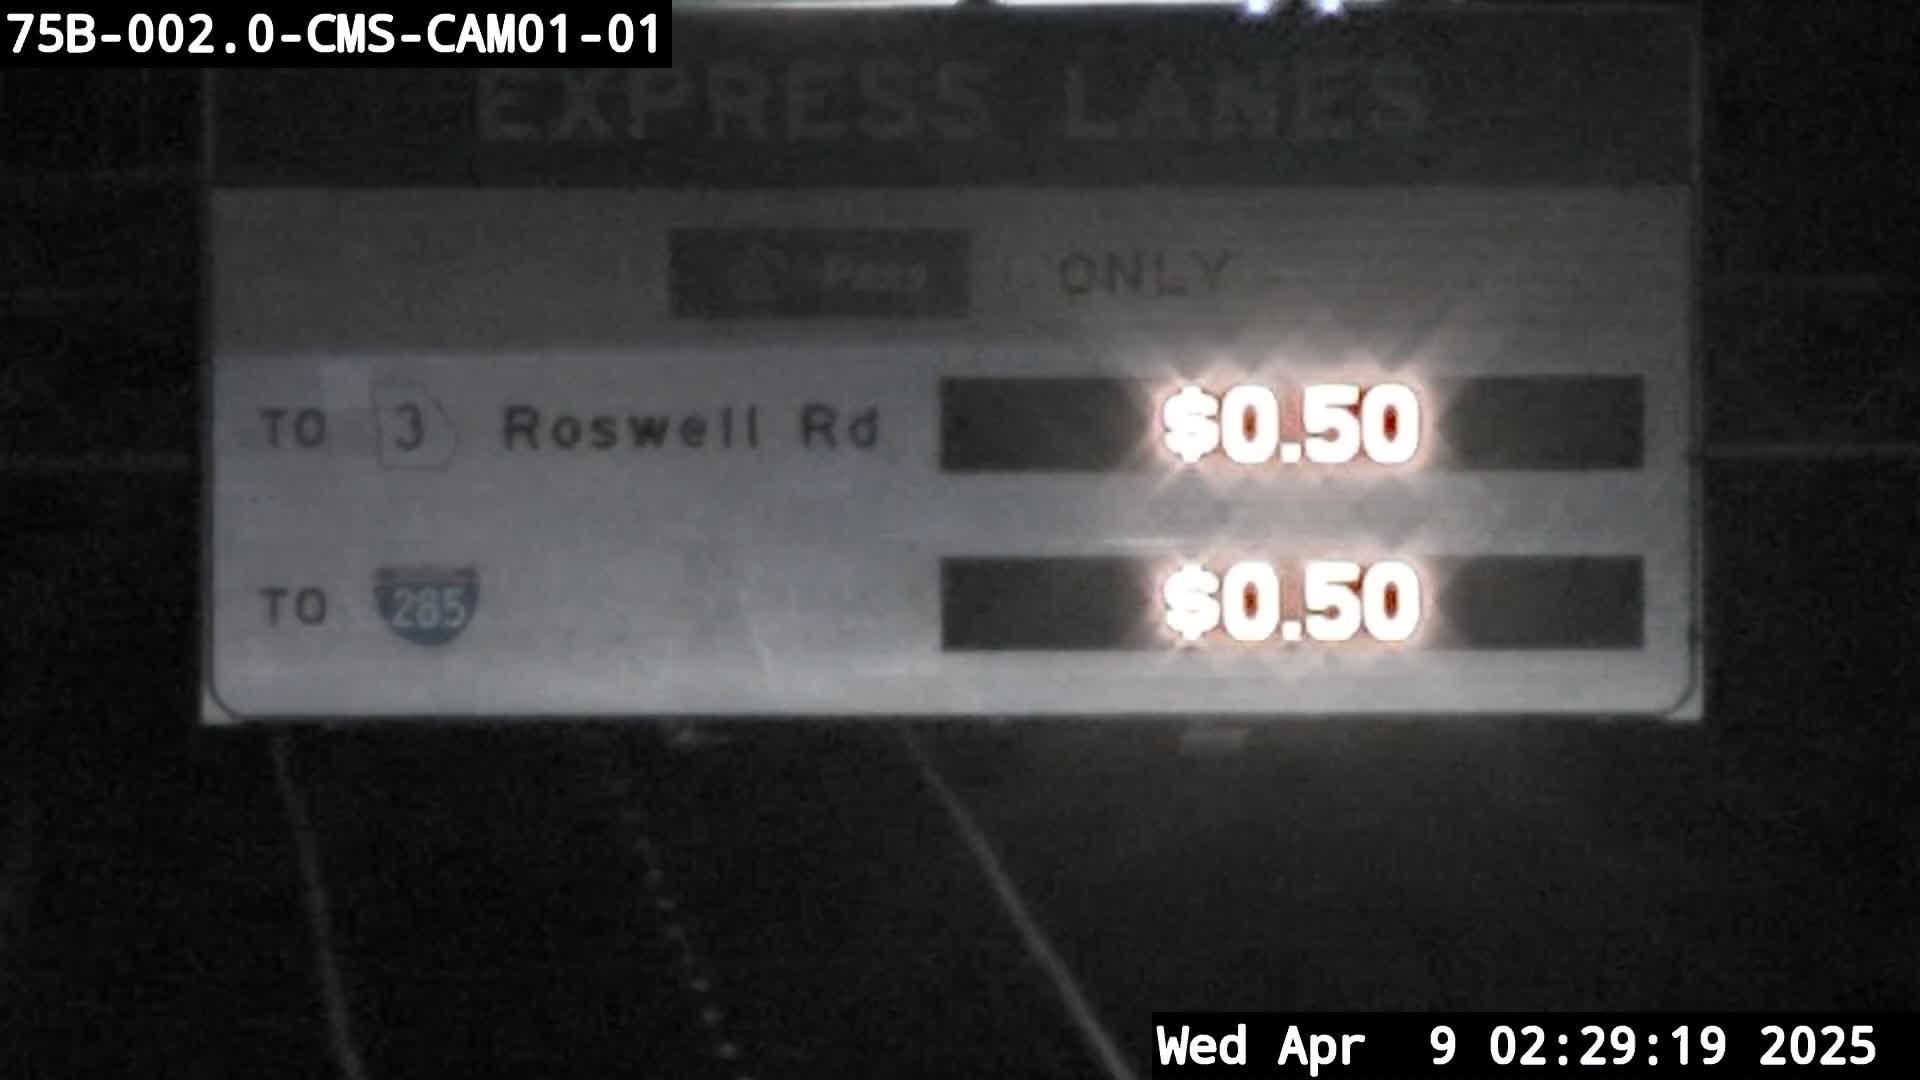 75B-002.0-CMS-CAM01-01
EXPRESS LANES
Pass ONLY
TO 3 Roswell Rd $0.50
TO 285 $0.50
Wed Apr 9 02:29:19 2025